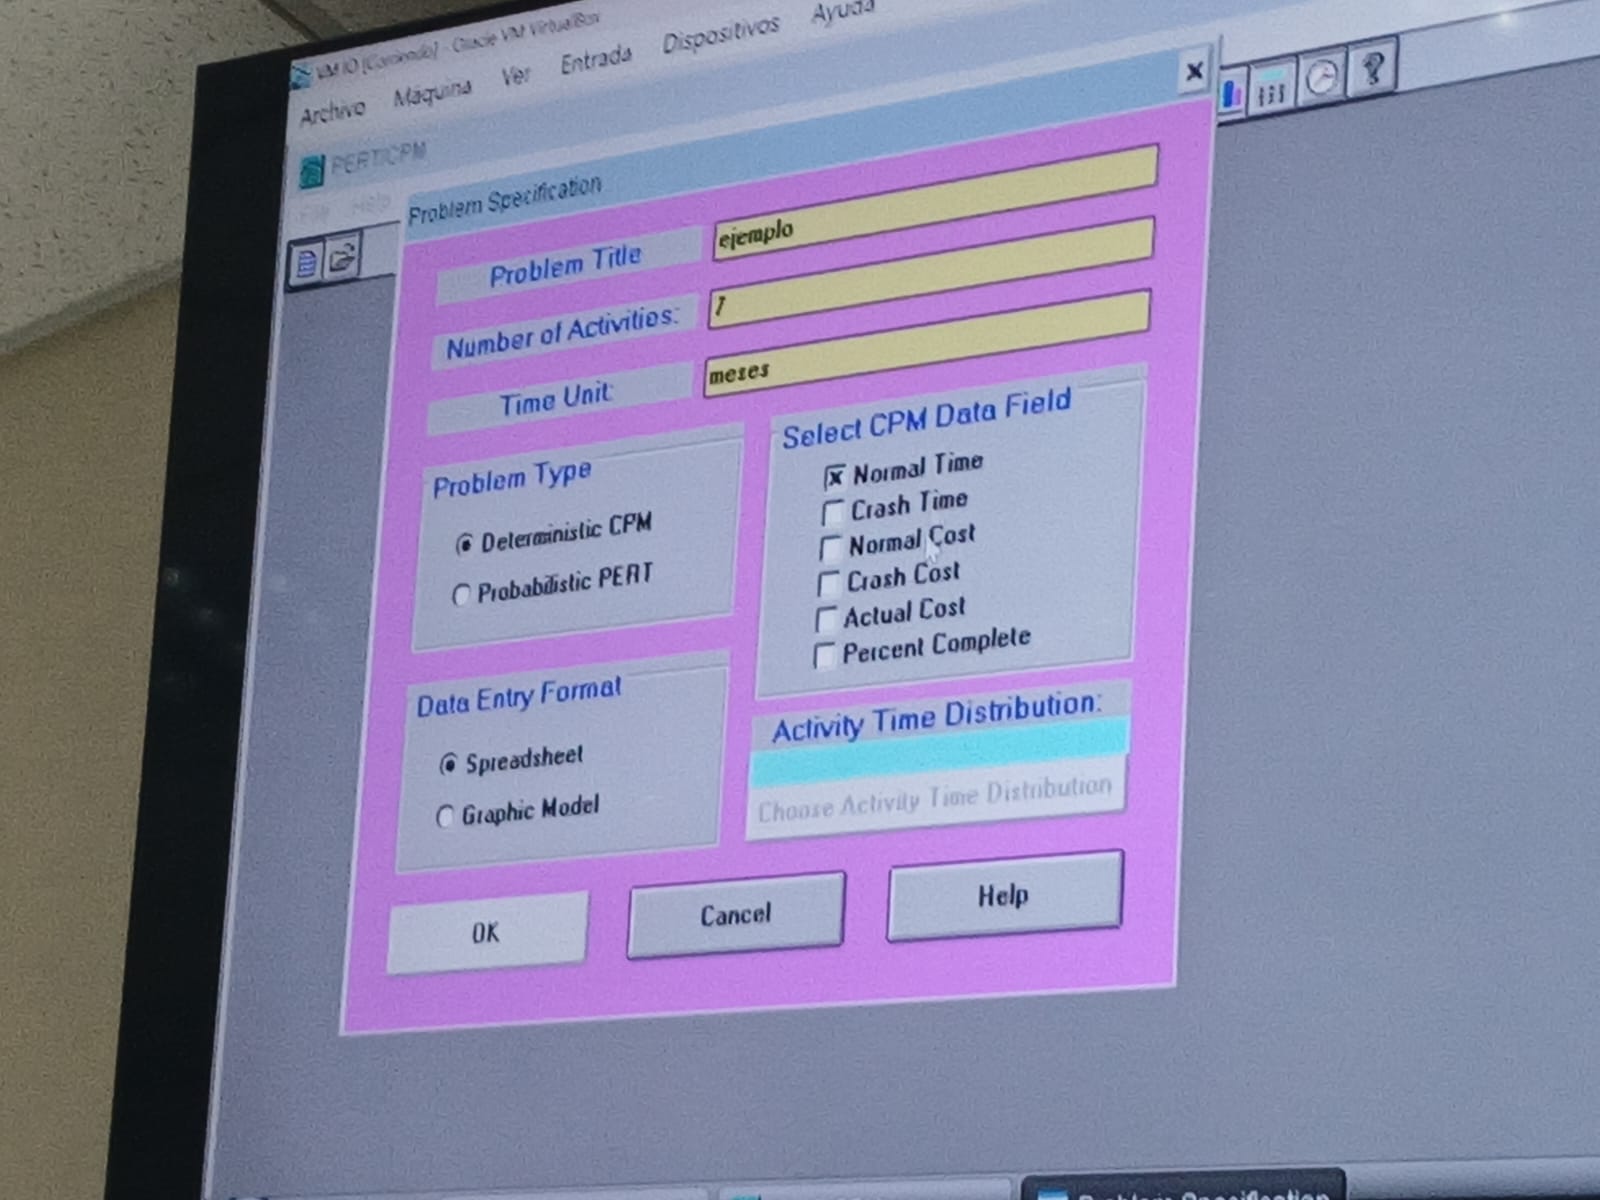 VM IO [Corriendo] - Oracle VM VirtualBox
Archivo Máquina Ver Entrada Dispositivos Ayuda
PERT/CPM
File Help
Problem Specification
Problem Title
ejemplo
Number of Activities:
7
Time Unit:
meses
Problem Type
Deterministic CPM
Probabilistic PERT
Select CPM Data Field
Normal Time
Crash Time
Normal Cost
Crash Cost
Actual Cost
Percent Complete
Data Entry Format
Spreadsheet
Graphic Model
Activity Time Distribution:
Choose Activity Time Distribution
OK
Cancel
Help
Problem Specification